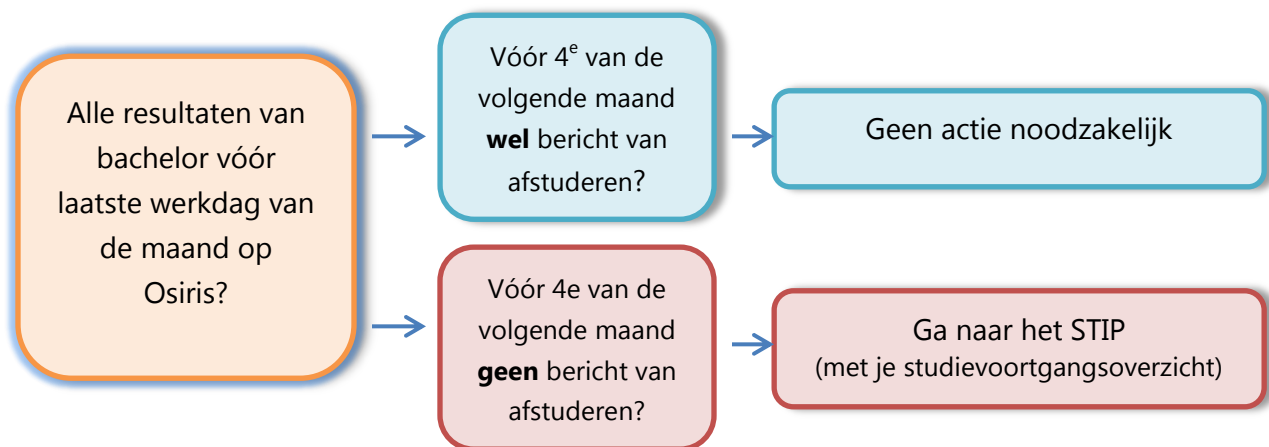 Alle resultaten van
bachelor vóór
laatste werkdag van
de maand op
Osiris?
Vóór 4e van de
volgende maand
wel bericht van
afstuderen?
Geen actie noodzakelijk
Vóór 4e van de
volgende maand
geen bericht van
afstuderen?
Ga naar het STIP
(met je studievoortgangsoverzicht)